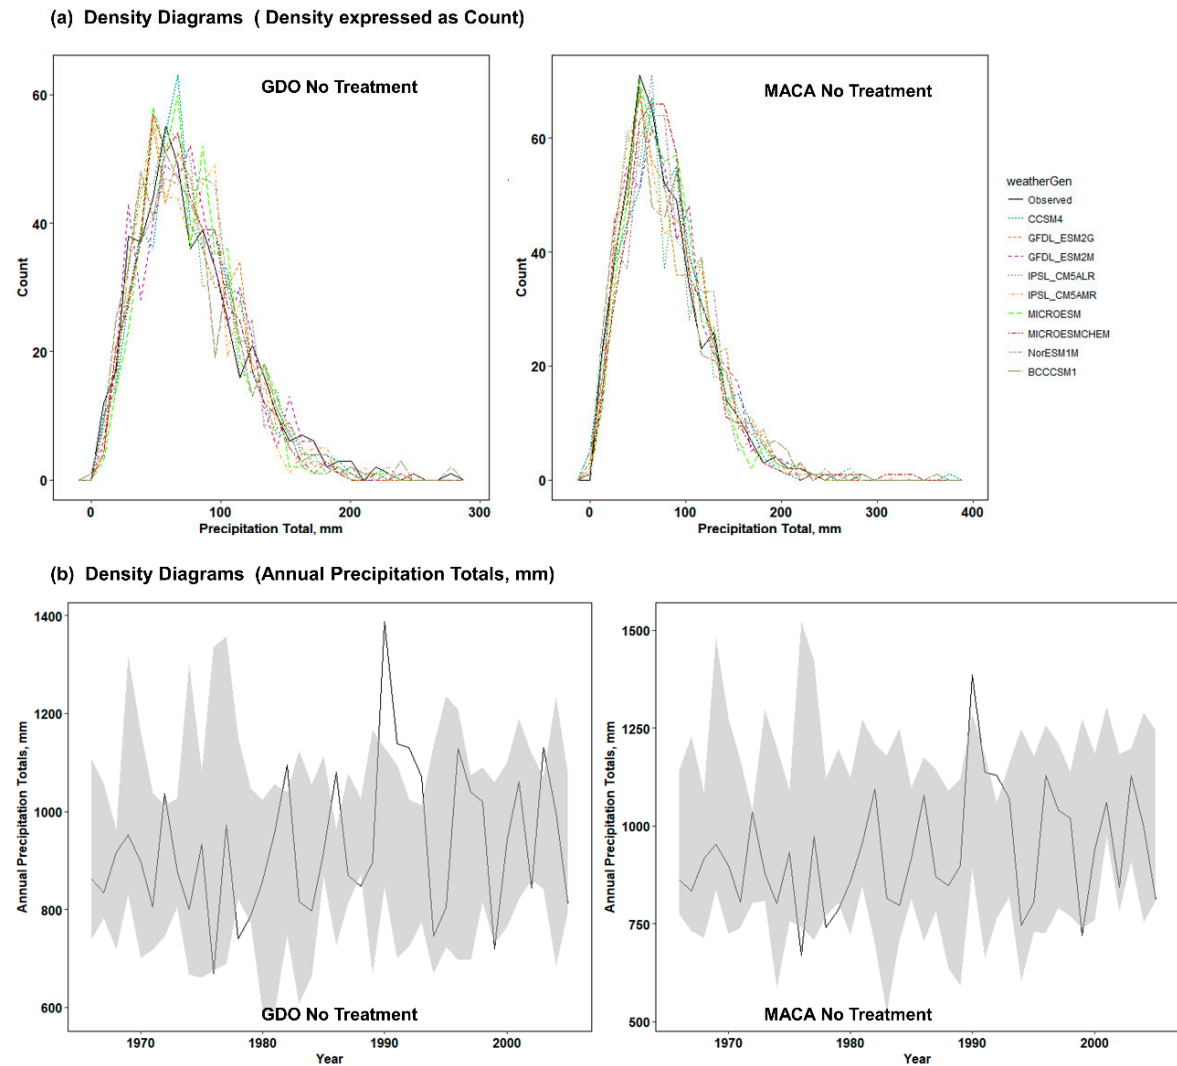 (a) Density Diagrams ( Density expressed as Count)
GDO No Treatment
60
40
20
0
Count
0 100 200 300
Precipitation Total, mm
MACA No Treatment
60
40
20
0
Count
0 100 200 300 400
Precipitation Total, mm
weatherGen
Observed
CCSM4
GFDL_ESM2G
GFDL_ESM2M
IPSL_CM5ALR
IPSL_CM5AMR
MICROESM
MICROESMCHEM
NorESM1M
BCCCSM1
(b) Density Diagrams (Annual Precipitation Totals, mm)
1400
1200
1000
800
600
Annual Precipitation Totals, mm
GDO No Treatment
1970 1980 1990 2000
Year
1500
1250
1000
750
500
Annual Precipitation Totals, mm
MACA No Treatment
1970 1980 1990 2000
Year